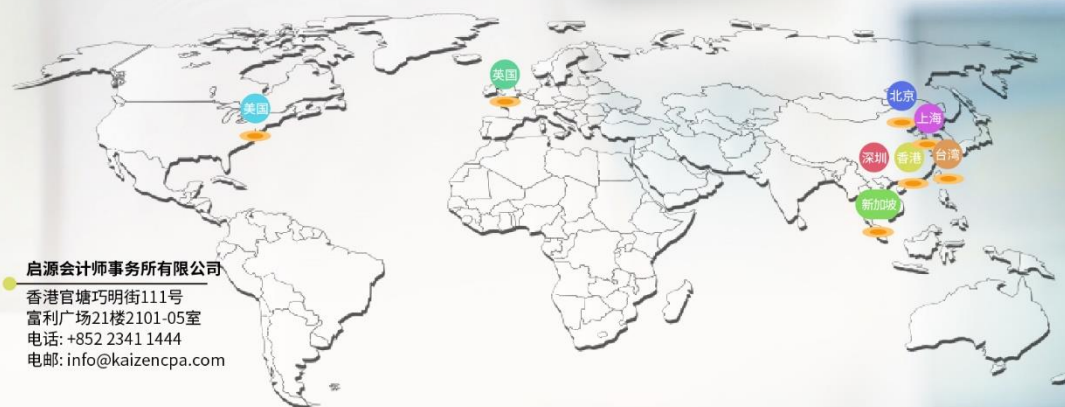 英国
美国
北京
上海
深圳
香港
台湾
新加坡
启源会计师事务所有限公司
香港官塘巧明街111号
富利广场21楼2101-05室
电话: +852 2341 1444
电邮: info@kaizencpa.com